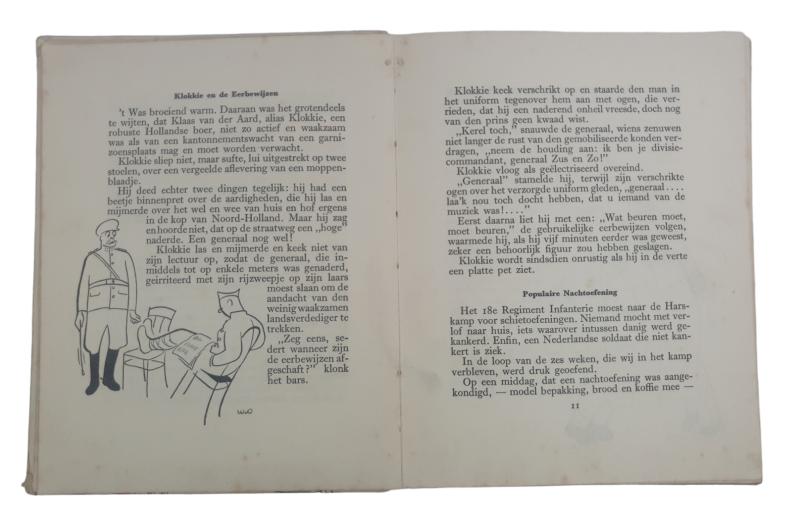 Klokkie en de Eerbewijzen
't Was broeiend warm. Daaraan was het grotendeels
te wijten, dat Klaas van der Aard, alias Klokkie, een
robuste Hollandse boer, niet zo actief en waakzaam
was als van een kantonnementswacht van een garni-
zoensplaats mag en moet worden verwacht.
Klokkie sliep niet, maar sufte, lui uitgestrekt op twee
stoelen, over een vergeelde aflevering van een moppen-
blaadje.
Hij deed echter twee dingen tegelijk: hij had een
beetje binnenpret over de aardigheden, die hij las en
mijmerde over het wel en wee van huis en hof ergens
in de kop van Noord-Holland. Maar hij zag
en hoorde niet, dat op de straatweg een „hoge"
naderde. Een generaal nog wel!
Klokkie las en mijmerde en keek niet van
zijn lectuur op, zodat de generaal, die in-
middels tot op enkele meters was genaderd,
geïrriteerd met zijn rijzweepje op zijn laars
moest slaan om de
aandacht van den
weinig waakzamen
landsverdediger te
trekken.
„Zeg eens, se-
dert wanneer zijn
de eerbewijzen af-
geschaft?" klonk
het bars.
WvO
Klokkie keek verschrikt op en staarde den man in
het uniform tegenover hem aan met ogen, die ver-
rieden, dat hij een naderend onheil vreesde, doch nog
van den prins geen kwaad wist.
„Kerel toch," snauwde de generaal, wiens zenuwen
niet langer de rust van den gemobiliseerde konden ver-
dragen, „neem de houding aan: ik ben je divisie-
commandant, generaal Zus en Zo!"
Klokkie vloog als geëlectriseerd overeind.
„Generaal" stamelde hij, terwijl zijn verschrikte
ogen over het verzorgde uniform gleden, „generaal....
laa'k nou toch docht hebben, dat u iemand van de
muziek was!...."
Eerst daarna liet hij met een: „Wat beuren moet,
moet beuren," de gebruikelijke eerbewijzen volgen,
waarmede hij, als hij vijf minuten eerder was geweest,
zeker een behoorlijk figuur zou hebben geslagen.
Klokkie wordt sindsdien onrustig als hij in de verte
een platte pet ziet.
Populaire Nachtoefening
Het 18e Regiment Infanterie moest naar de Hars-
kamp voor schietoefeningen. Niemand mocht met ver-
lof naar huis, iets waarover intussen danig werd ge-
kankerd. Enfin, een Nederlandse soldaat die niet kan-
kert is ziek.
In de loop van de zes weken, die wij in het kamp
verbleven, werd druk geoefend.
Op een middag, dat een nachtoefening was aange-
kondigd, — model bepakking, brood en koffie mee —
11